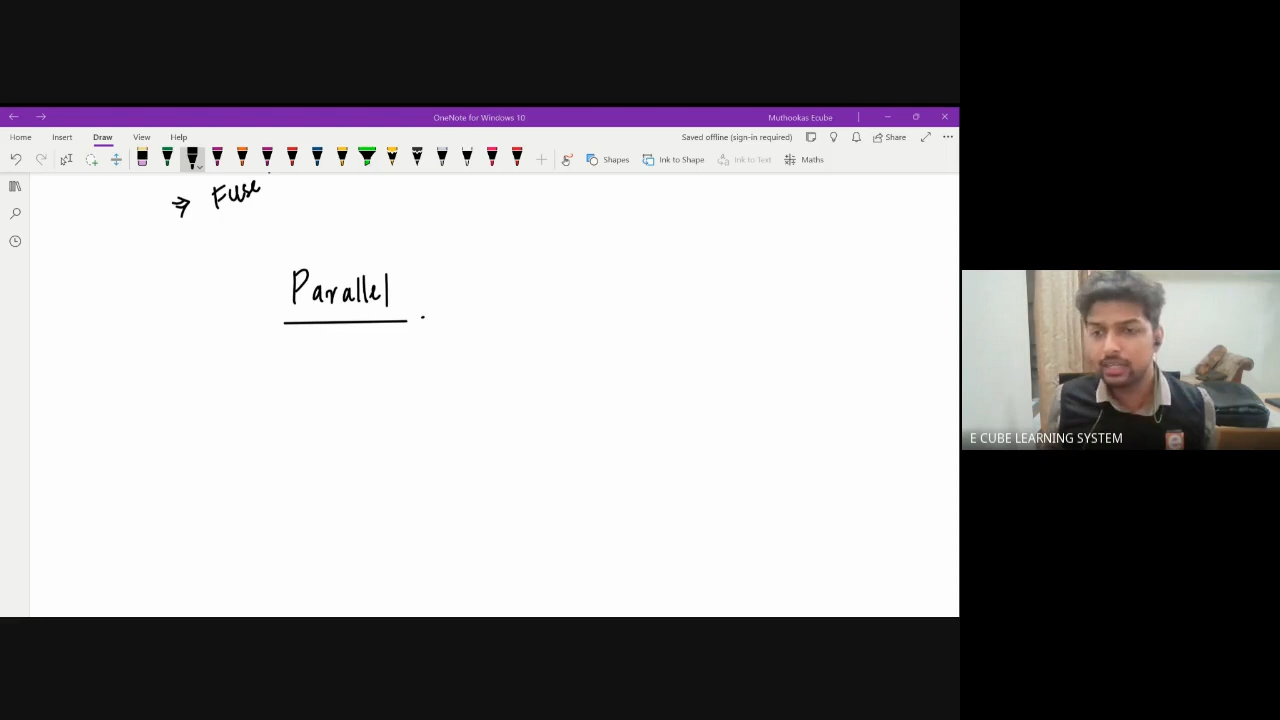 OneNote for Windows 10
Muthookas Ecube
Home Insert Draw View Help
Saved offline (sign-in required)
Share
Shapes
Ink to Shape
Ink to Text
Maths
⇒ Fuse
Parallel .
E CUBE LEARNING SYSTEM